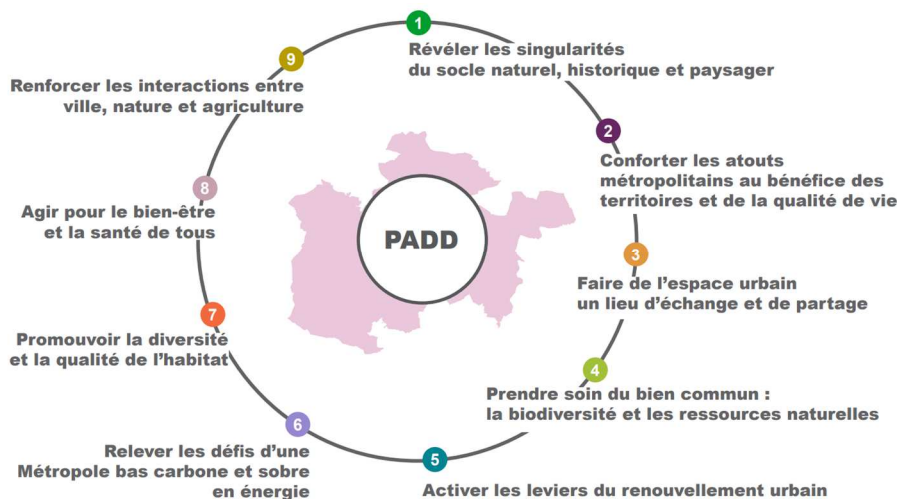 1
Révéler les singularités
du socle naturel, historique et paysager
2
Conforter les atouts
métropolitains au bénéfice des
territoires et de la qualité de vie
3
Faire de l'espace urbain
un lieu d'échange et de partage
4
Prendre soin du bien commun :
la biodiversité et les ressources naturelles
5
Activer les leviers du renouvellement urbain
6
Relever les défis d'une
Métropole bas carbone et sobre
en énergie
7
Promouvoir la diversité
et la qualité de l'habitat
8
Agir pour le bien-être
et la santé de tous
9
Renforcer les interactions entre
ville, nature et agriculture
PADD